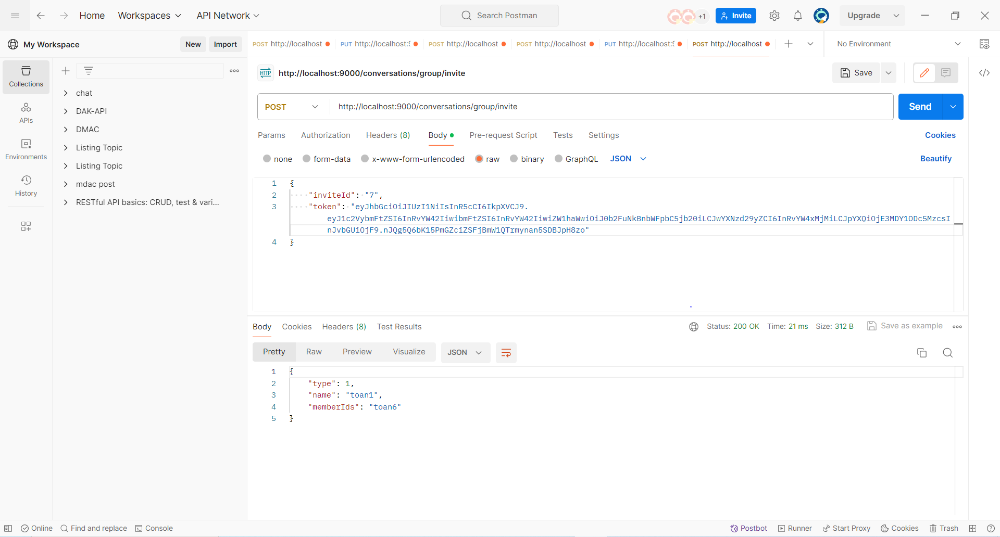 Home Workspaces API Network Search Postman +1 Invite Upgrade
My Workspace New Import
POST http://localhost PUT http://localhost:9 POST http://localhost POST http://localhost PUT http://localhost:9 POST http://localhost No Environment
Collections
APIs
Environments
History
chat
DAK-API
DMAC
Listing Topic
Listing Topic
mdac post
RESTful API basics: CRUD, test & vari...
HTTP http://localhost:9000/conversations/group/invite Save
POST http://localhost:9000/conversations/group/invite Send
Params Authorization Headers (8) Body Pre-request Script Tests Settings Cookies
none form-data x-www-form-urlencoded raw binary GraphQL JSON Beautify
1 {
2 "inviteId": "7",
3 "token": "eyJhbGciOiJIUzI1NiIsInR5cCI6IkpXVCJ9.
eyJ1c2VybmFtZSI6InRvYW42IiwibmFtZSI6InRvYW42IiwiZW1haWwiOiJ0b2FuNkBnbWFpbC5jb20iLCJwYXNzd29yZCI6InRvYW4xMjMiLCJpYXQiOjE3MDY1ODc5MzcsI
nJvbGUiOjF9.nJQg5Q6bK15PmGZciZSFjBmW1QTrmynan5SDBJpH8zo"
4 }
Body Cookies Headers (8) Test Results Status: 200 OK Time: 21 ms Size: 312 B Save as example
Pretty Raw Preview Visualize JSON
1 {
2 "type": 1,
3 "name": "toan1",
4 "memberIds": "toan6"
5 }
Online Find and replace Console Postbot Runner Start Proxy Cookies Trash